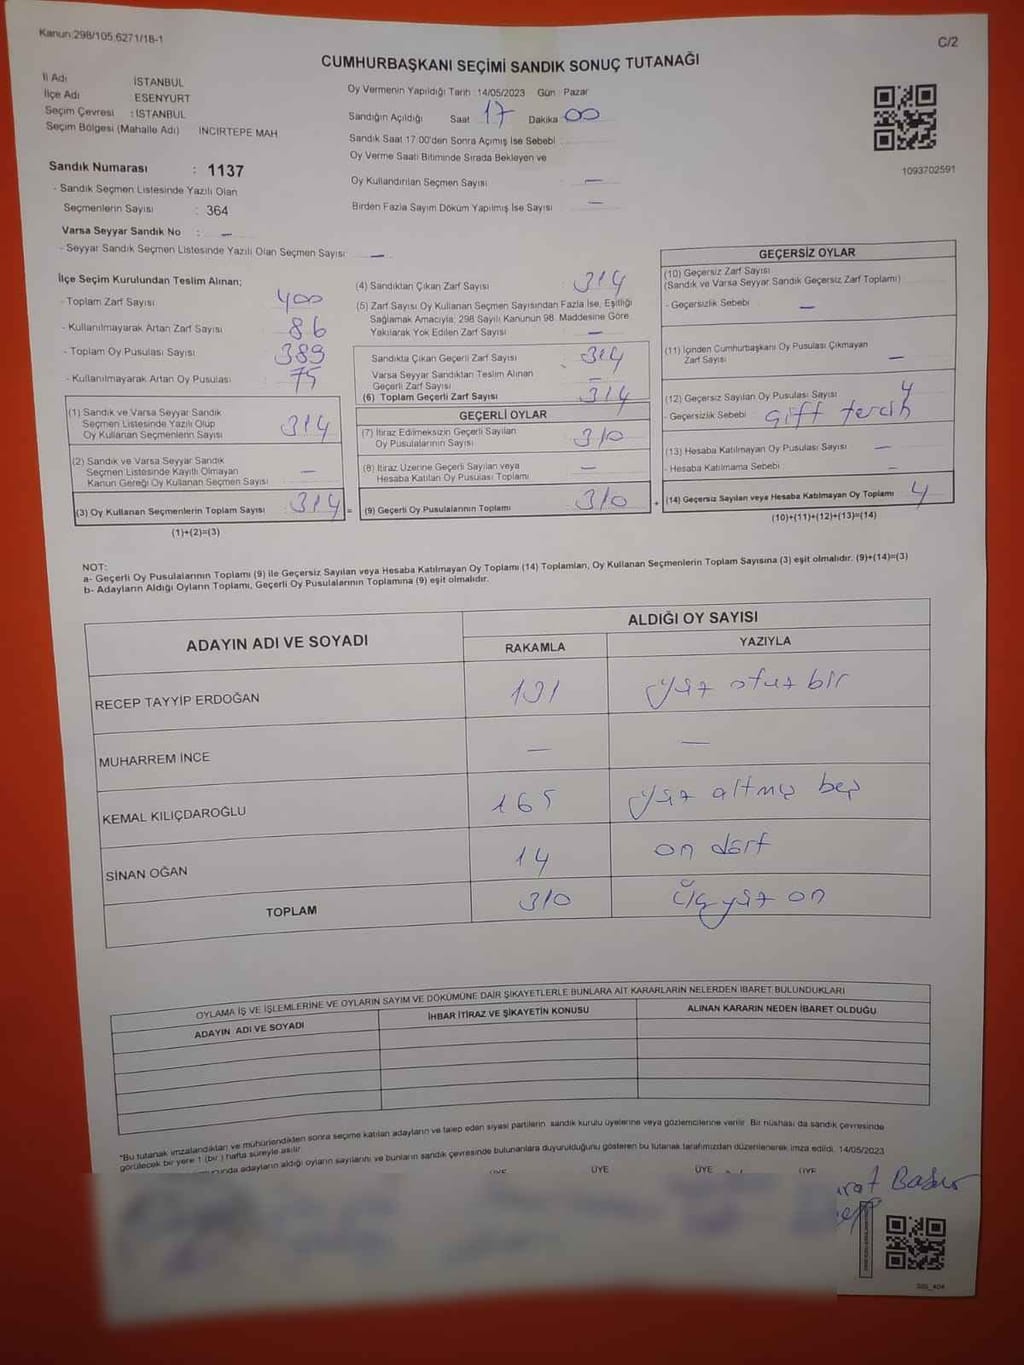 Kanun:298/105,6271/18-1
C/2
CUMHURBAŞKANI SEÇİMİ SANDIK SONUÇ TUTANAĞI
İl Adı İSTANBUL
İlçe Adı ESENYURT
Seçim Çevresi : İSTANBUL
Seçim Bölgesi (Mahalle Adı) INCIRTEPE MAH
Oy Vermenin Yapıldığı Tarih 14/05/2023 Gün : Pazar
Sandığın Açıldığı Saat 17 Dakika 00
Sandık Saat 17:00'den Sonra Açılmış İse Sebebi
Oy Verme Saati Bitiminde Sırada Bekleyen ve
Oy Kullandırılan Seçmen Sayısı : —
Birden Fazla Sayım Döküm Yapılmış İse Sayısı —
1093702591
Sandık Numarası : 1137
- Sandık Seçmen Listesinde Yazılı Olan
Seçmenlerin Sayısı : 364
Varsa Seyyar Sandık No : —
- Seyyar Sandık Seçmen Listesinde Yazılı Olan Seçmen Sayısı —
İlçe Seçim Kurulundan Teslim Alınan;
- Toplam Zarf Sayısı 400
- Kullanılmayarak Artan Zarf Sayısı : 86
- Toplam Oy Pusulası Sayısı : 389
- Kullanılmayarak Artan Oy Pusulası : 75
(1) Sandık ve Varsa Seyyar Sandık
Seçmen Listesinde Yazılı Olup
Oy Kullanan Seçmenlerin Sayısı : 314
(2) Sandık ve Varsa Seyyar Sandık
Seçmen Listesinde Kayıtlı Olmayan
Kanun Gereği Oy Kullanan Seçmen Sayısı : —
(3) Oy Kullanan Seçmenlerin Toplam Sayısı : 314 =
(1)+(2)=(3)
(4) Sandıktan Çıkan Zarf Sayısı : 314
(5) Zarf Sayısı Oy Kullanan Seçmen Sayısından Fazla İse, Eşitliği
Sağlamak Amacıyla; 298 Sayılı Kanunun 98. Maddesine Göre
Yakılarak Yok Edilen Zarf Sayısı : —
Sandıkta Çıkan Geçerli Zarf Sayısı : 314
Varsa Seyyar Sandıktan Teslim Alınan
Geçerli Zarf Sayısı —
(6) Toplam Geçerli Zarf Sayısı : 314
GEÇERLİ OYLAR
(7) İtiraz Edilmeksizin Geçerli Sayılan
Oy Pusulalarının Sayısı : 310
(8) İtiraz Üzerine Geçerli Sayılan veya
Hesaba Katılan Oy Pusulası Toplamı : —
(9) Geçerli Oy Pusulalarının Toplamı : 310 +
GEÇERSİZ OYLAR
(10) Geçersiz Zarf Sayısı
(Sandık ve Varsa Seyyar Sandık Geçersiz Zarf Toplamı)
- Geçersizlik Sebebi : —
(11) İçinden Cumhurbaşkanı Oy Pusulası Çıkmayan
Zarf Sayısı —
(12) Geçersiz Sayılan Oy Pusulası Sayısı 4
- Geçersizlik Sebebi çift tercih
(13) Hesaba Katılmayan Oy Pusulası Sayısı —
- Hesaba Katılmama Sebebi —
(14) Geçersiz Sayılan veya Hesaba Katılmayan Oy Toplamı 4
(10)+(11)+(12)+(13)=(14)
NOT:
a- Geçerli Oy Pusulalarının Toplamı (9) ile Geçersiz Sayılan veya Hesaba Katılmayan Oy Toplamı (14) Toplamları, Oy Kullanan Seçmenlerin Toplam Sayısına (3) eşit olmalıdır. (9)+(14)=(3)
b- Adayların Aldığı Oyların Toplamı, Geçerli Oy Pusulalarının Toplamına (9) eşit olmalıdır.
ADAYIN ADI VE SOYADI ALDIĞI OY SAYISI
RAKAMLA YAZIYLA
RECEP TAYYİP ERDOĞAN 131 yüz otuz bir
MUHARREM İNCE — —
KEMAL KILIÇDAROĞLU 165 yüz altmış beş
SİNAN OĞAN 14 on dört
TOPLAM 310 Üçyüz on
OYLAMA İŞ VE İŞLEMLERİNE VE OYLARIN SAYIM VE DÖKÜMÜNE DAİR ŞİKAYETLERLE BUNLARA AİT KARARLARIN NELERDEN İBARET BULUNDUKLARI
ADAYIN ADI VE SOYADI İHBAR İTİRAZ VE ŞİKAYETİN KONUSU ALINAN KARARIN NEDEN İBARET OLDUĞU
*Bu tutanak imzalandıktan ve mühürlendikten sonra seçime katılan adayların ve talep eden siyasi partilerin sandık kurulu üyelerine veya gözlemcilerine verilir. Bir nüshası da sandık çevresinde
görülecek bir yere 1 (bir ) hafta süreyle asılır.
adayların aldığı oyların sayılarını ve bunların sandık çevresinde bulunanlara duyurulduğunu gösteren bu tutanak tarafımızdan düzenlenerek imza edildi. 14/05/2023
ÜYE ÜYE ÜYE ÜYE